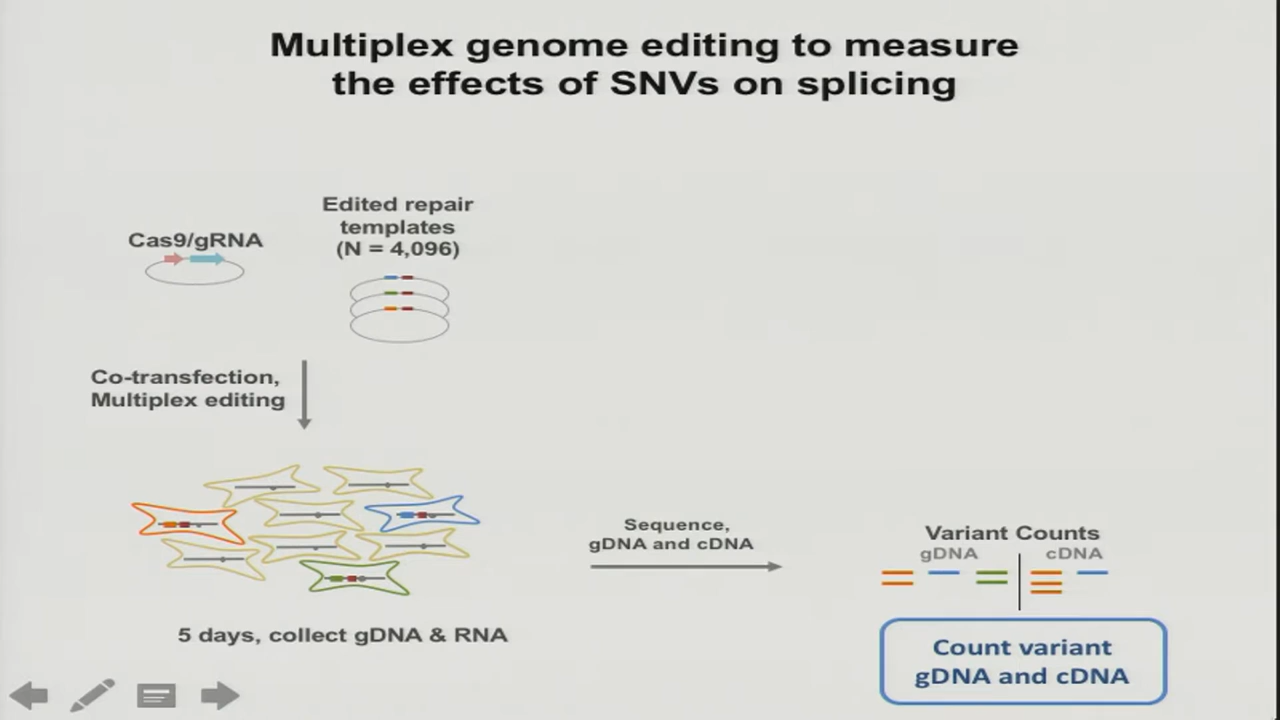 Multiplex genome editing to measure
the effects of SNVs on splicing
Edited repair
templates
(N = 4,096)
Cas9/gRNA
Co-transfection,
Multiplex editing
Sequence,
gDNA and cDNA
Variant Counts
gDNA cDNA
5 days, collect gDNA & RNA
Count variant
gDNA and cDNA